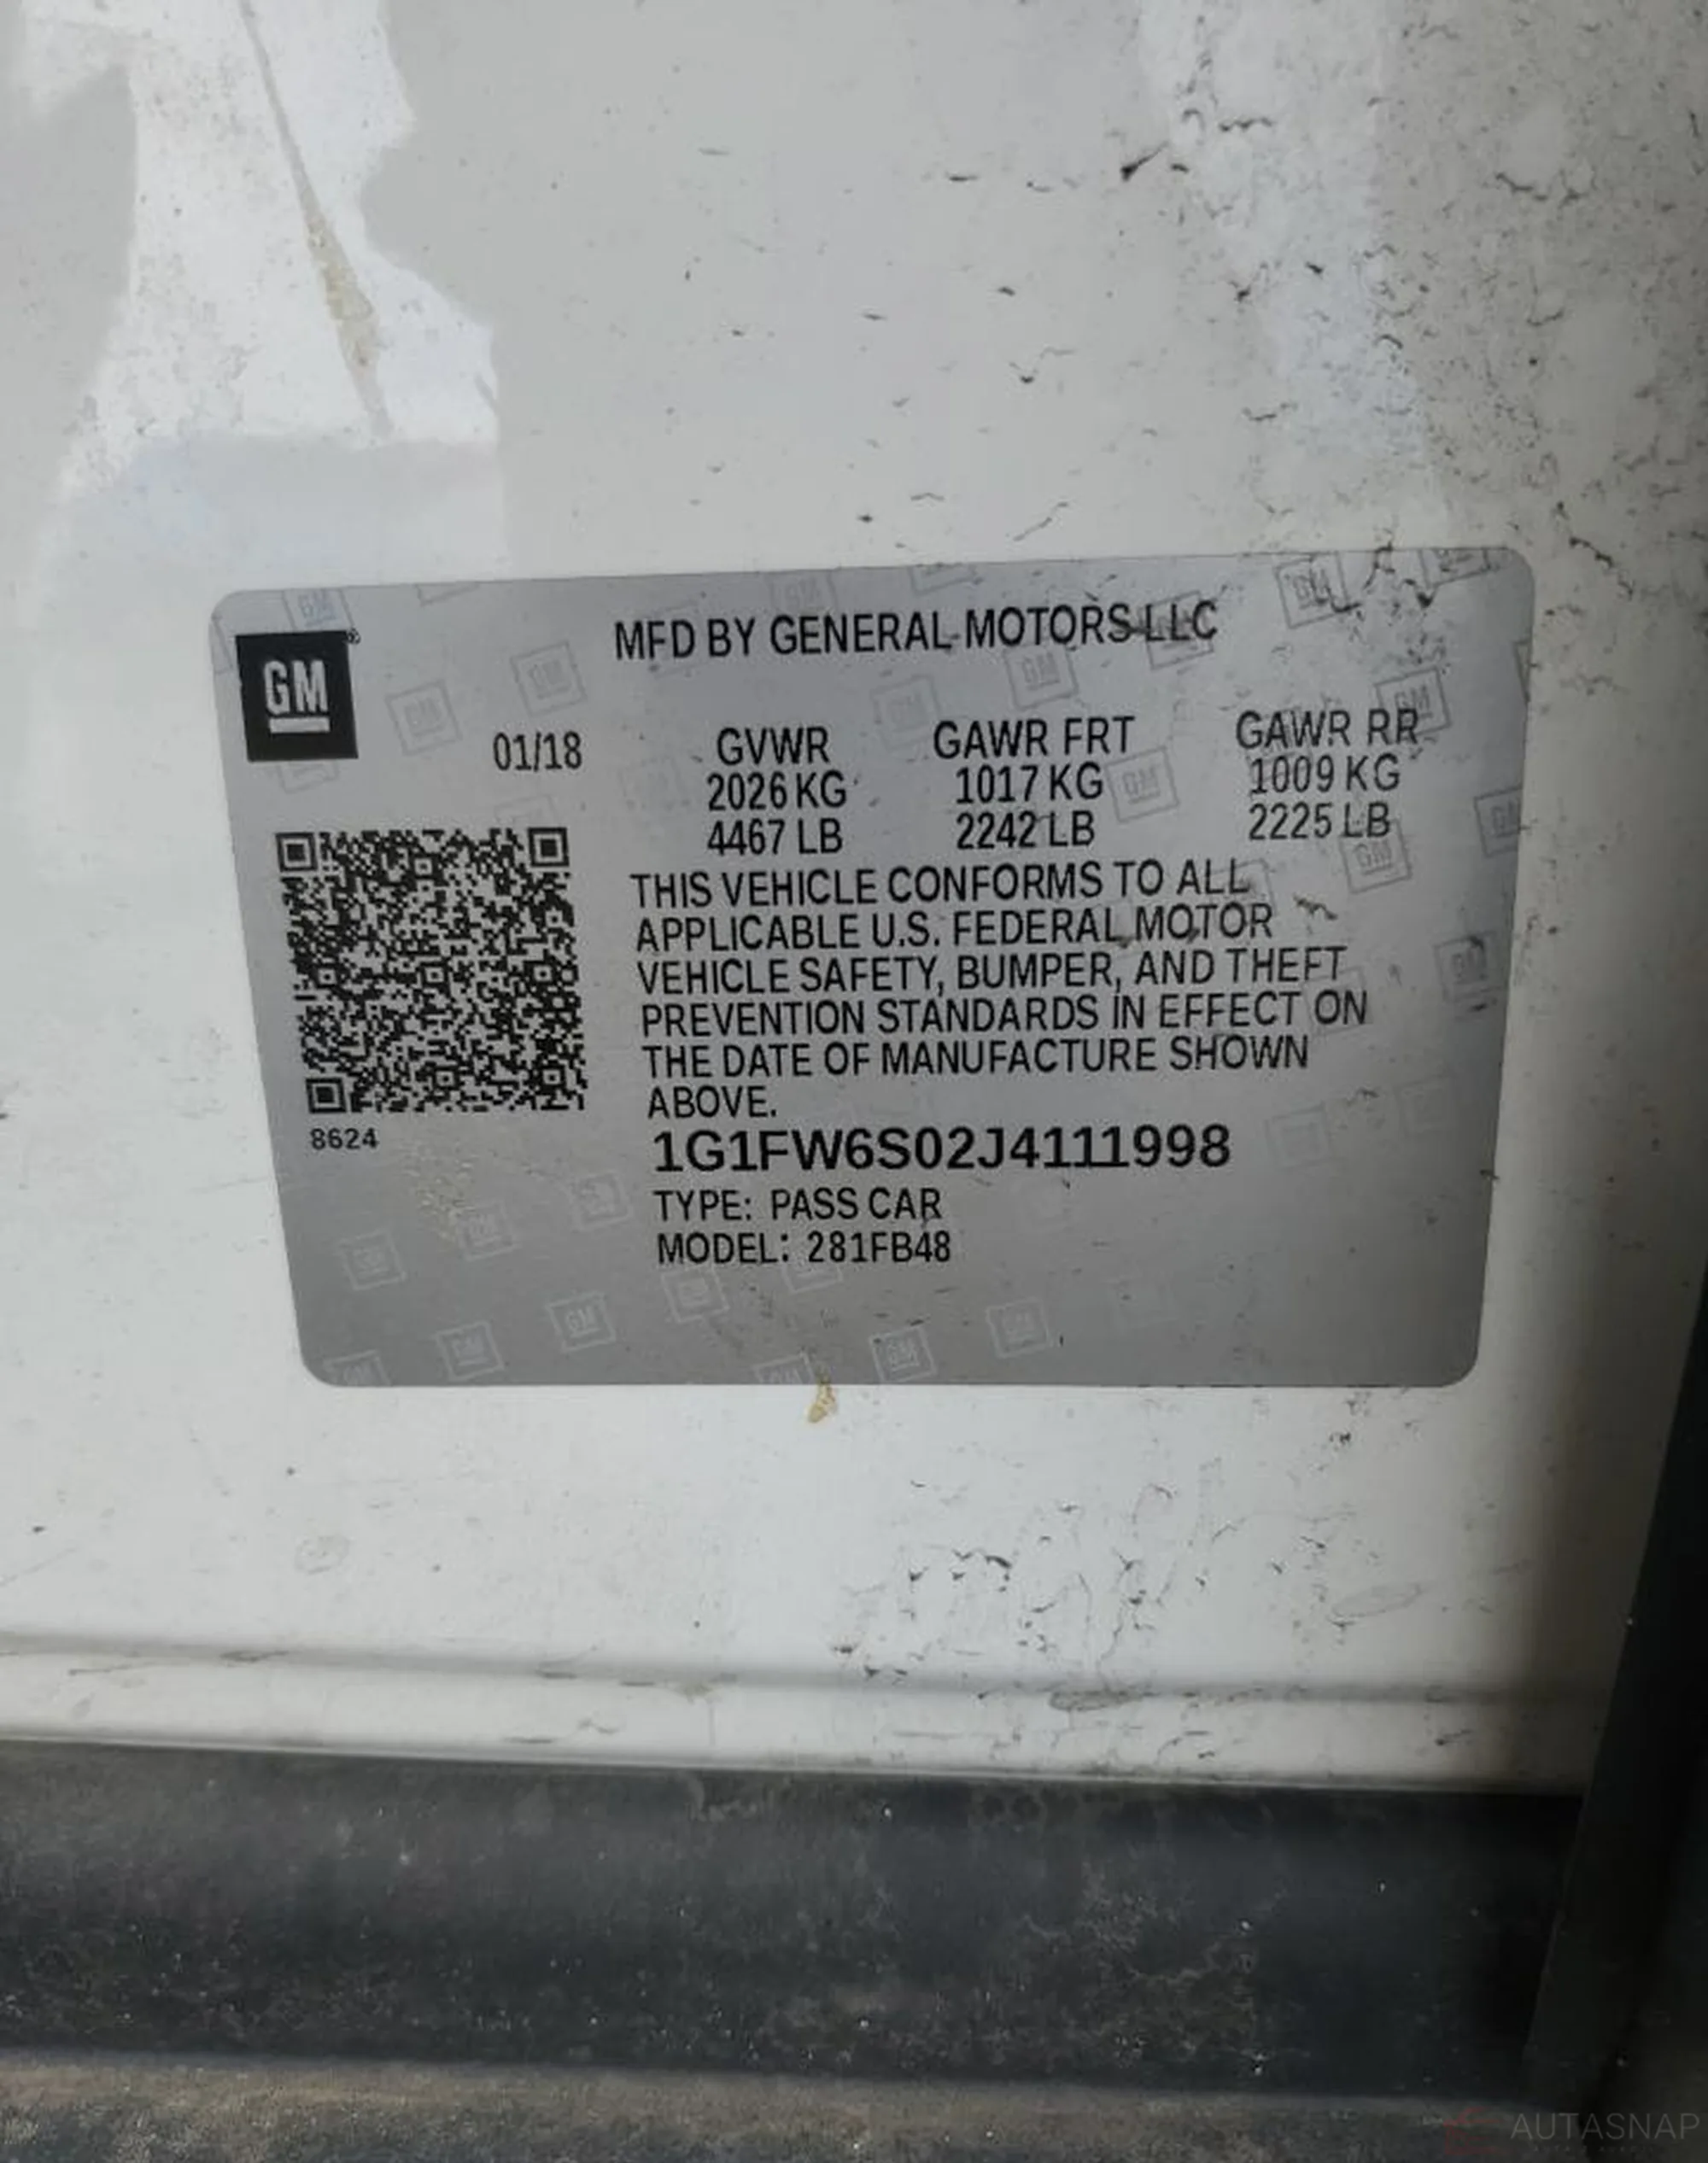 MFD BY GENERAL MOTORS LLC
GM
®
01/18
GVWR GAWR FRT GAWR RR
2026 KG 1017 KG 1009 KG
4467 LB 2242 LB 2225 LB
THIS VEHICLE CONFORMS TO ALL
APPLICABLE U.S. FEDERAL MOTOR
VEHICLE SAFETY, BUMPER, AND THEFT
PREVENTION STANDARDS IN EFFECT ON
THE DATE OF MANUFACTURE SHOWN
ABOVE.
8624
1G1FW6S02J4111998
TYPE: PASS CAR
MODEL: 281FB48
AUTASNAP